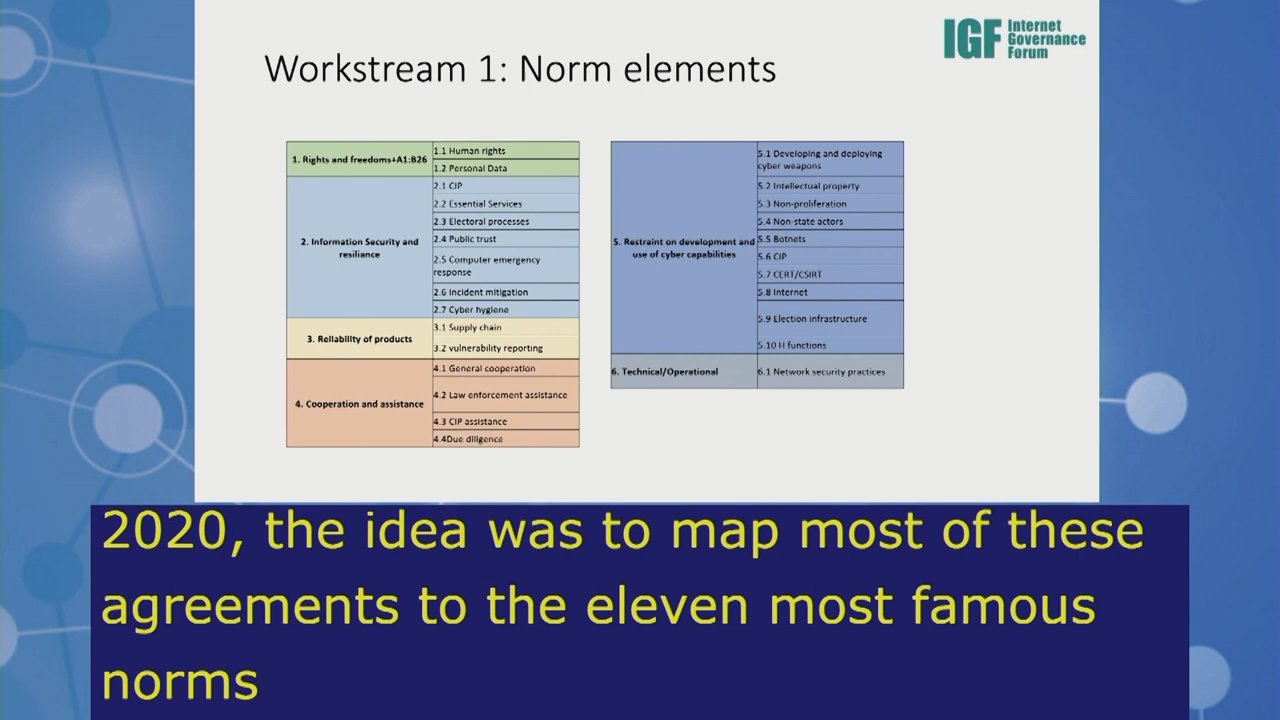 IGF Internet
Governance
Forum
Workstream 1: Norm elements
1. Rights and freedoms+A1:B26
1.1 Human rights
1.2 Personal Data
2. Information Security and
resiliance
2.1 CIP
2.2 Essential Services
2.3 Electoral processes
2.4 Public trust
2.5 Computer emergency
response
2.6 Incident mitigation
2.7 Cyber hygiene
3. Reliability of products
3.1 Supply chain
3.2 vulnerability reporting
4. Cooperation and assistance
4.1 General cooperation
4.2 Law enforcement assistance
4.3 CIP assistance
4.4Due diligence
5. Restraint on development and
use of cyber capabilities
5.1 Developing and deploying
cyber weapons
5.2 Intellectual property
5.3 Non-proliferation
5.4 Non-state actors
5.5 Botnets
5.6 CIP
5.7 CERT/CSIRT
5.8 Internet
5.9 Election infrastructure
5.10 functions
6. Technical/Operational
6.1 Network security practices
2020, the idea was to map most of these
agreements to the eleven most famous
norms